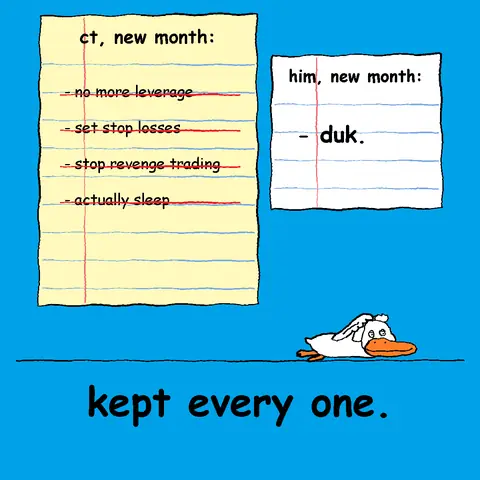 ct, new month:
- no more leverage
- set stop losses
- stop revenge trading
- actually sleep
him, new month:
- duk.
kept every one.